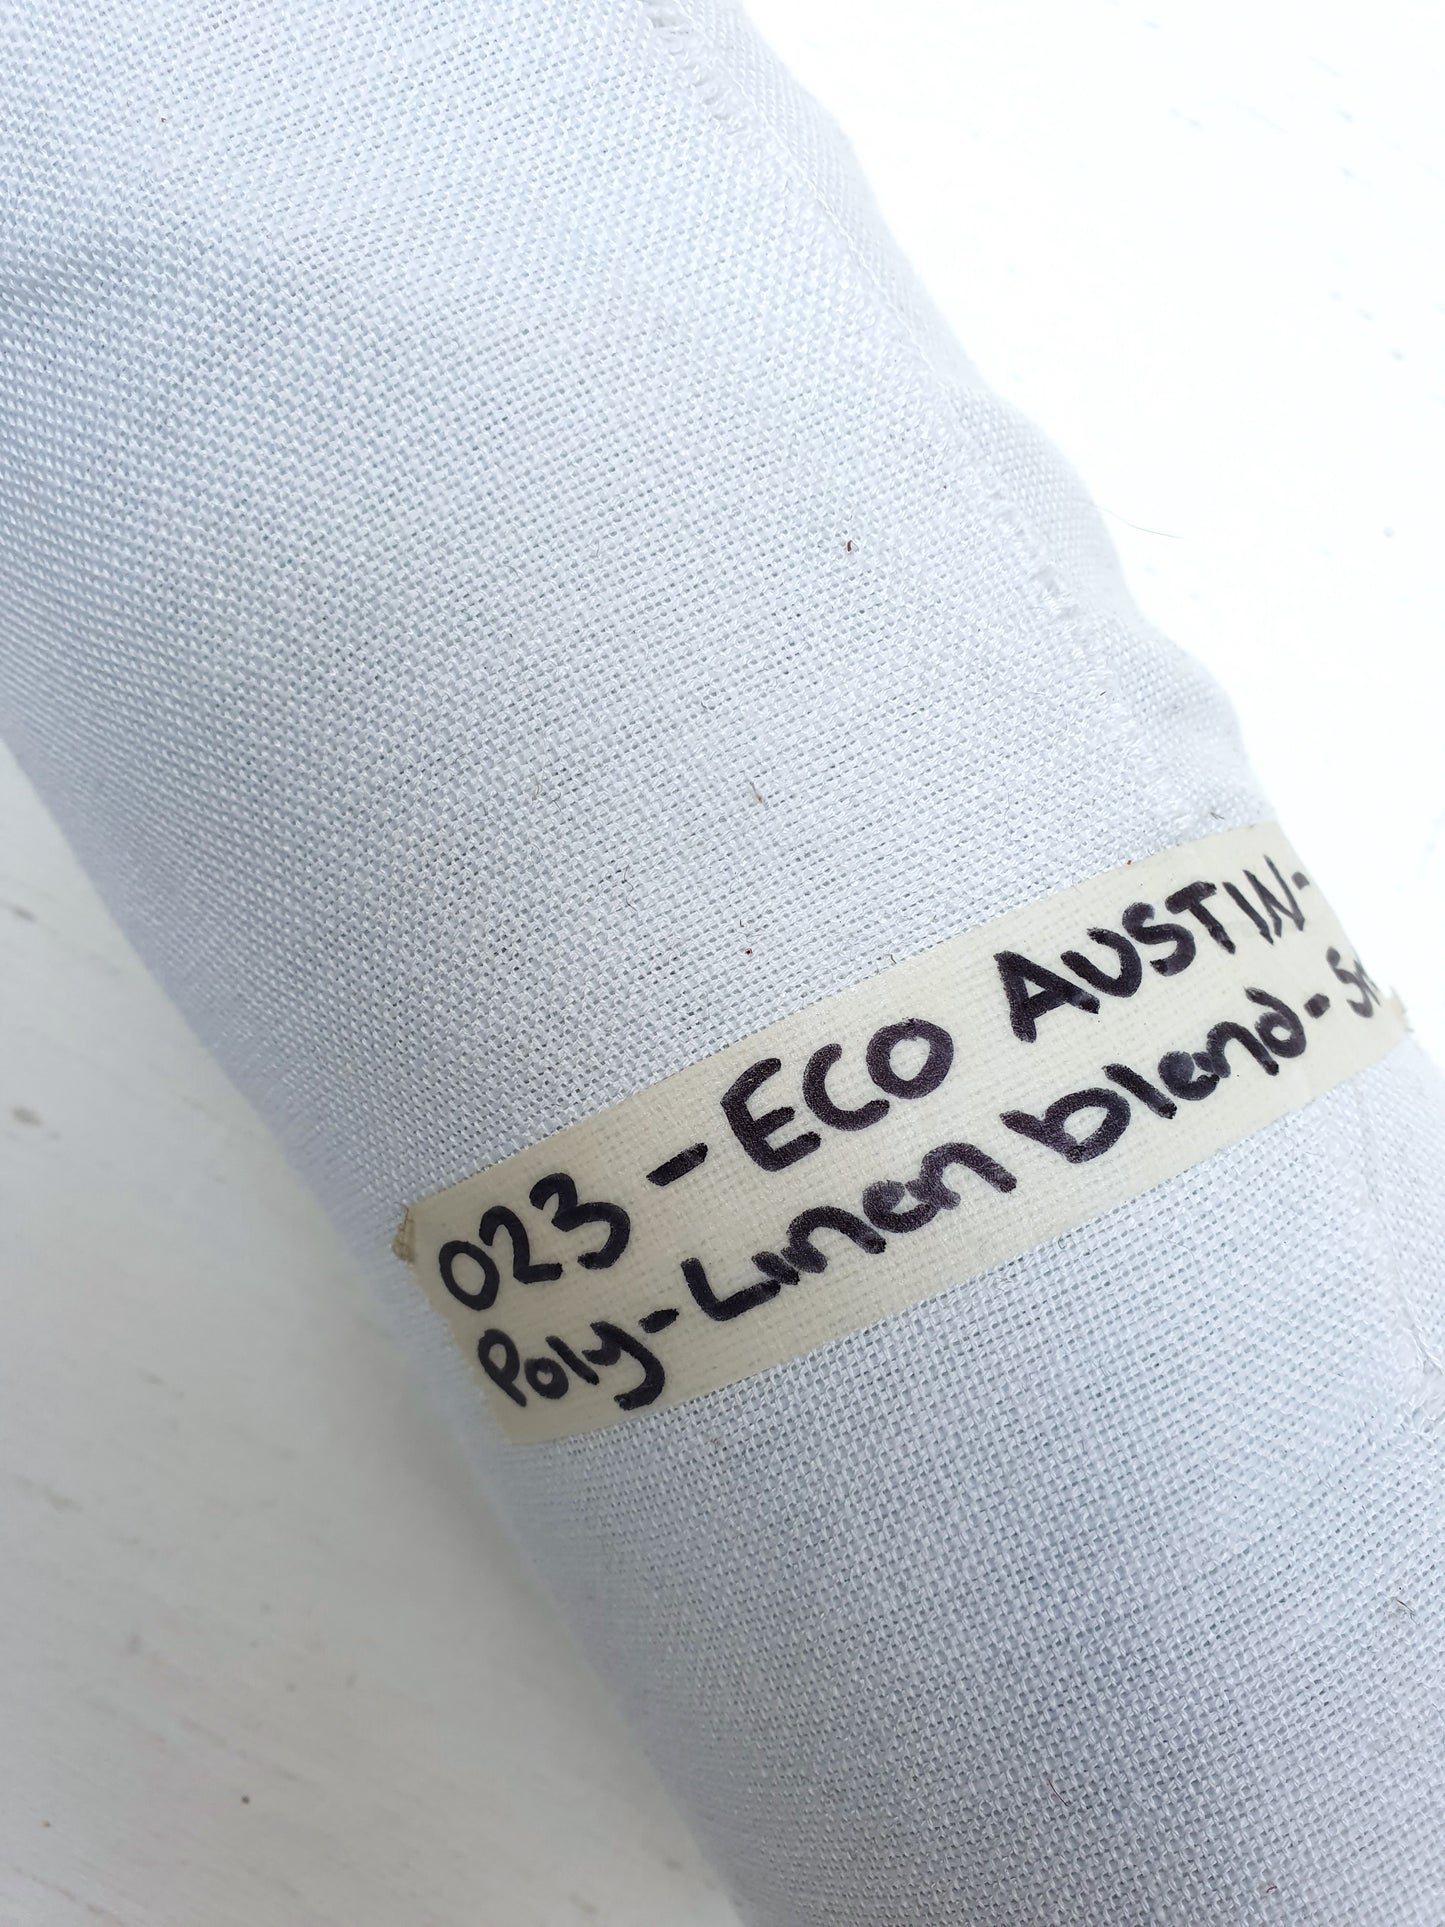 023 - ECO AUSTIN-
Poly-Linen blend -